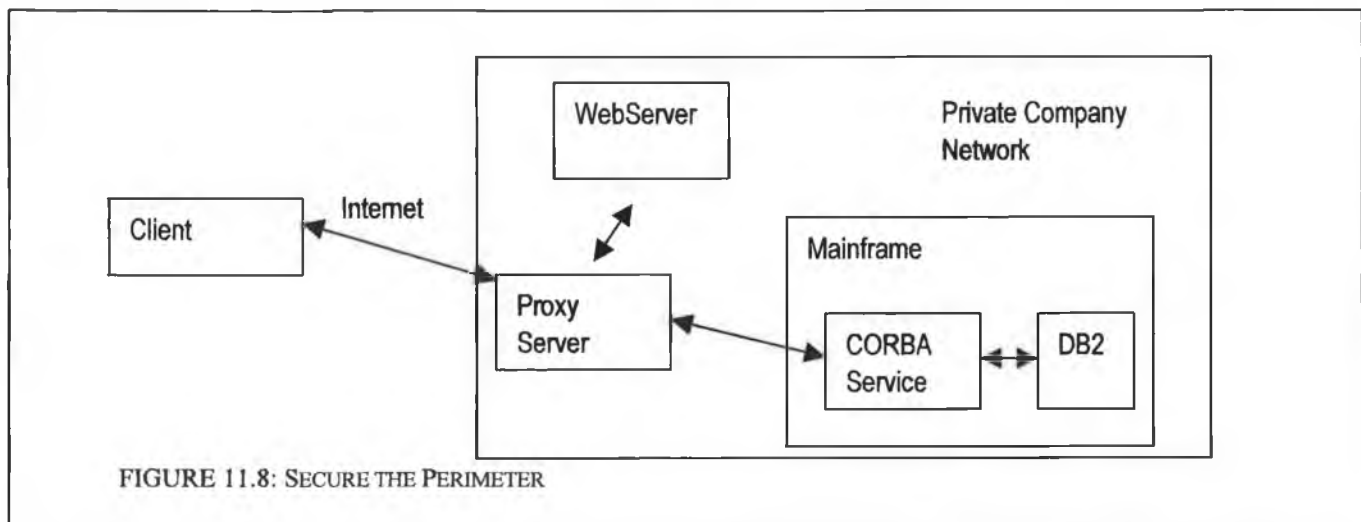 WebServer
Private Company
Network
Client
Internet
Mainframe
Proxy
Server
CORBA
Service
DB2
FIGURE 11.8: SECURE THE PERIMETER